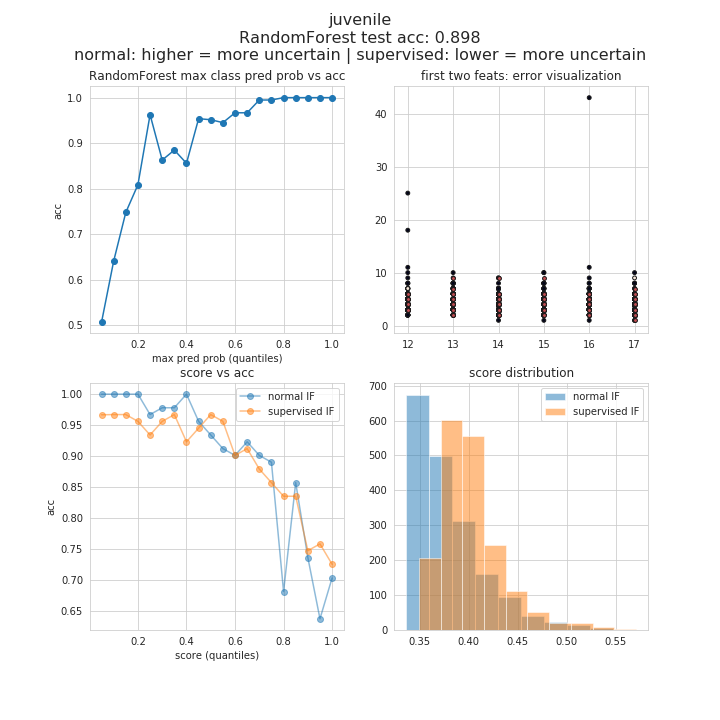 juvenile
RandomForest test acc: 0.898
normal: higher = more uncertain | supervised: lower = more uncertain
RandomForest max class pred prob vs acc
1.0
0.9
0.8
0.7
0.6
0.5
acc
0.2 0.4 0.6 0.8 1.0
max pred prob (quantiles)
first two feats: error visualization
40
30
20
10
0
12 13 14 15 16 17
score vs acc
normal IF
supervised IF
1.00
0.95
0.90
0.85
0.80
0.75
0.70
0.65
acc
0.2 0.4 0.6 0.8 1.0
score (quantiles)
score distribution
normal IF
supervised IF
700
600
500
400
300
200
100
0
0.35 0.40 0.45 0.50 0.55